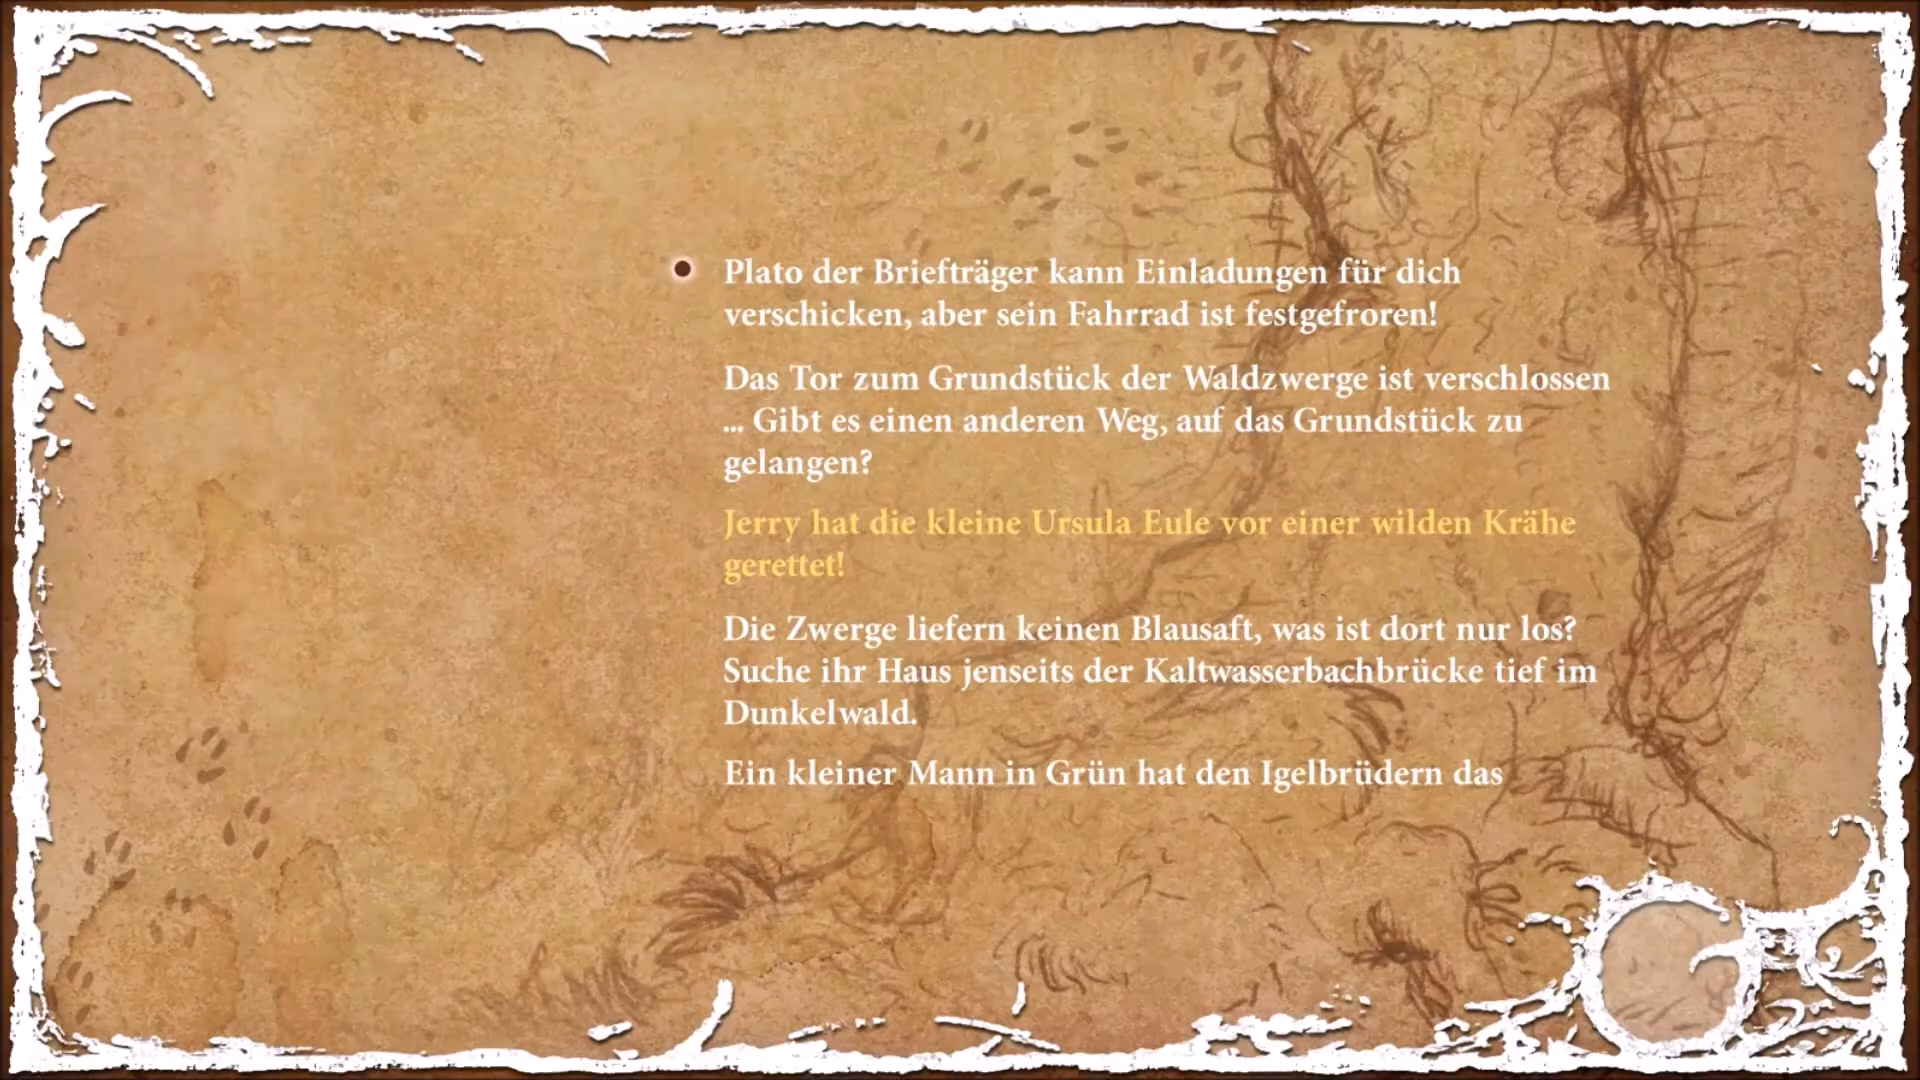 Plato der Briefträger kann Einladungen für dich
verschicken, aber sein Fahrrad ist festgefroren!
Das Tor zum Grundstück der Waldzwerge ist verschlossen
... Gibt es einen anderen Weg, auf das Grundstück zu
gelangen?
Jerry hat die kleine Ursula Eule vor einer wilden Krähe
gerettet!
Die Zwerge liefern keinen Blausaft, was ist dort nur los?
Suche ihr Haus jenseits der Kaltwasserbachbrücke tief im
Dunkelwald.
Ein kleiner Mann in Grün hat den Igelbrüdern das